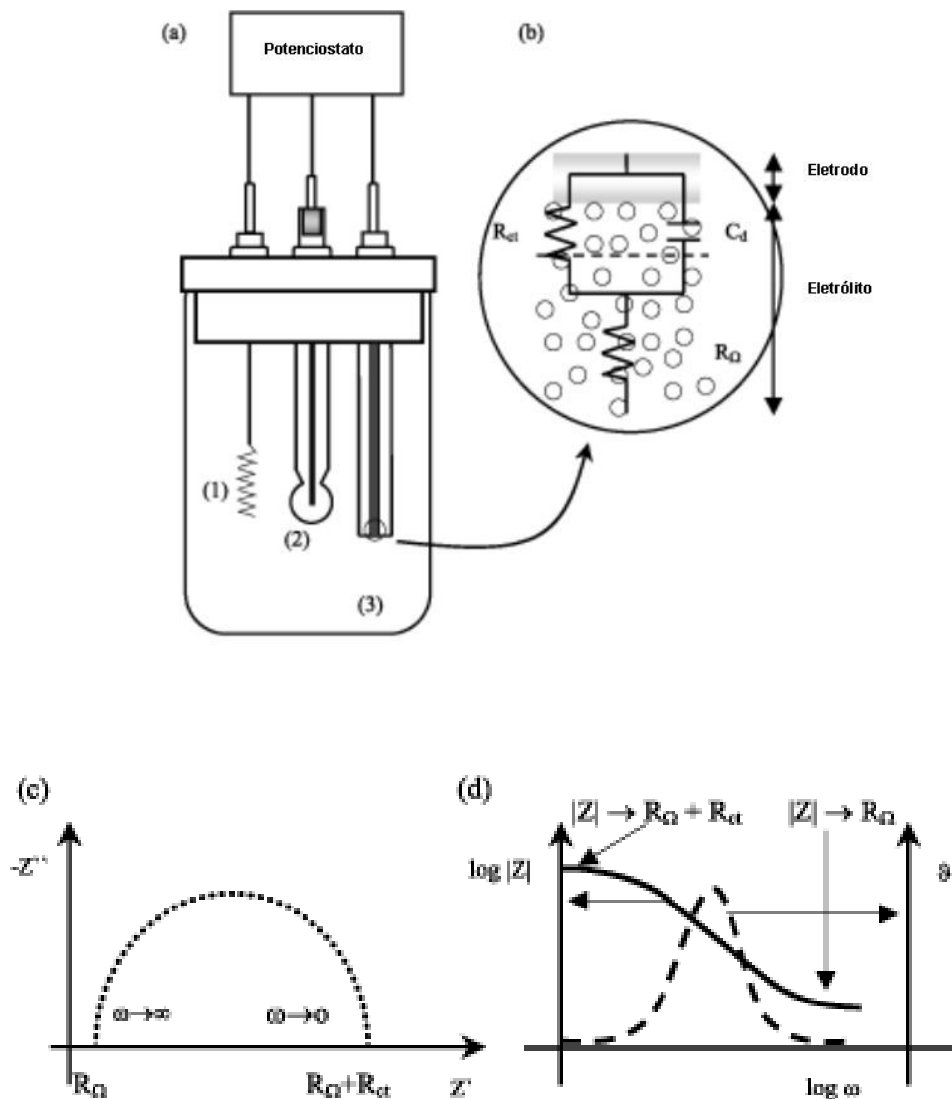 (a)
Potenciostato
(b)
Eletrodo
R_ct
C_d
Eletrólito
R_Ω
(1)
(2)
(3)
(c)
-Z``
ω→∞
ω→0
R_Ω
R_Ω+R_ct
Z`
(d)
|Z| → R_Ω + R_ct
|Z| → R_Ω
log |Z|
log ω